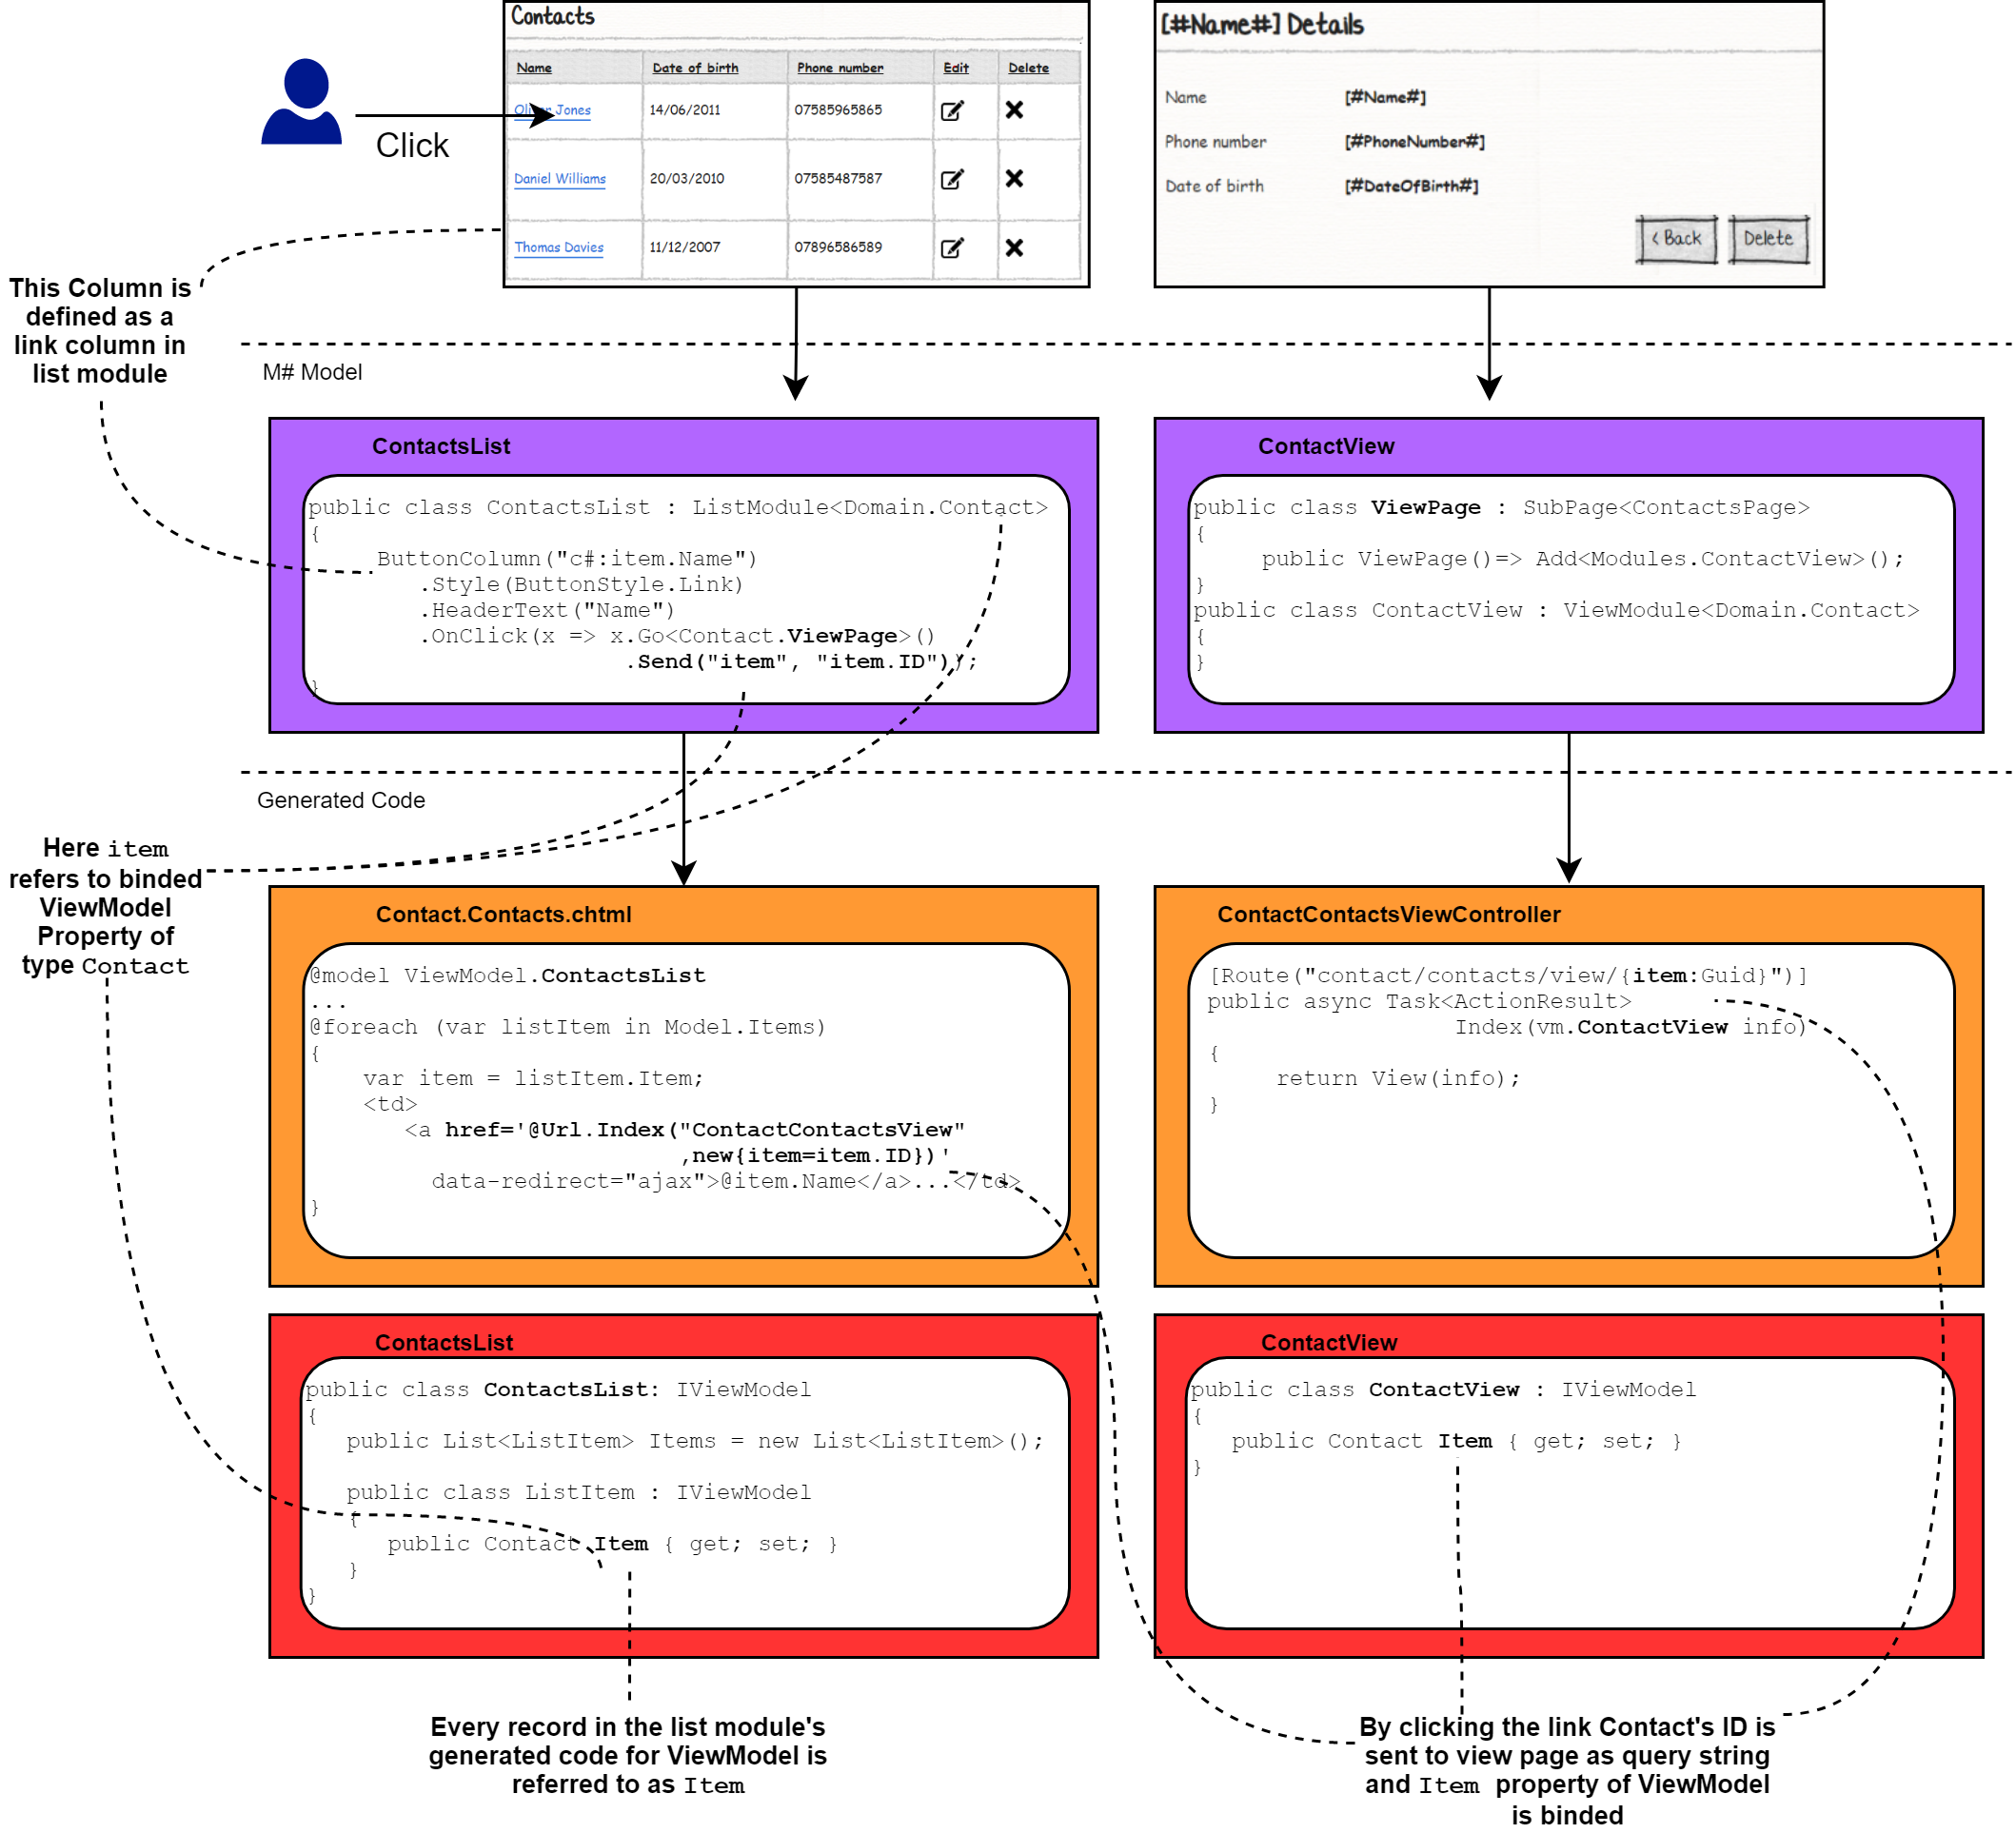 Contacts
Name Date of birth Phone number Edit Delete
Oliver Jones 14/06/2011 07585965865
Daniel Williams 20/03/2010 07585487587
Thomas Davies 11/12/2007 07896586589
Click
[#Name#] Details
Name [#Name#]
Phone number [#PhoneNumber#]
Date of birth [#DateOfBirth#]
< Back Delete
This Column is
defined as a
link column in
list module
M# Model
ContactsList
public class ContactsList : ListModule<Domain.Contact>
{
ButtonColumn("c#:item.Name")
.Style(ButtonStyle.Link)
.HeaderText("Name")
.OnClick(x => x.Go<Contact.ViewPage>()
.Send("item", "item.ID"));
}
ContactView
public class ViewPage : SubPage<ContactsPage>
{
public ViewPage()=> Add<Modules.ContactView>();
}
public class ContactView : ViewModule<Domain.Contact>
{
}
Generated Code
Here item
refers to binded
ViewModel
Property of
type Contact
Contact.Contacts.chtml
@model ViewModel.ContactsList
...
@foreach (var listItem in Model.Items)
{
var item = listItem.Item;
<td>
<a href='@Url.Index("ContactContactsView"
,new{item=item.ID})'
data-redirect="ajax">@item.Name</a>...</td>
}
ContactContactsViewController
[Route("contact/contacts/view/{item:Guid}")]
public async Task<ActionResult>
Index(vm.ContactView info)
{
return View(info);
}
ContactsList
public class ContactsList: IViewModel
{
public List<ListItem> Items = new List<ListItem>();
public class ListItem : IViewModel
{
public Contact Item { get; set; }
}
}
ContactView
public class ContactView : IViewModel
{
public Contact Item { get; set; }
}
Every record in the list module's
generated code for ViewModel is
referred to as Item
By clicking the link Contact's ID is
sent to view page as query string
and Item property of ViewModel
is binded